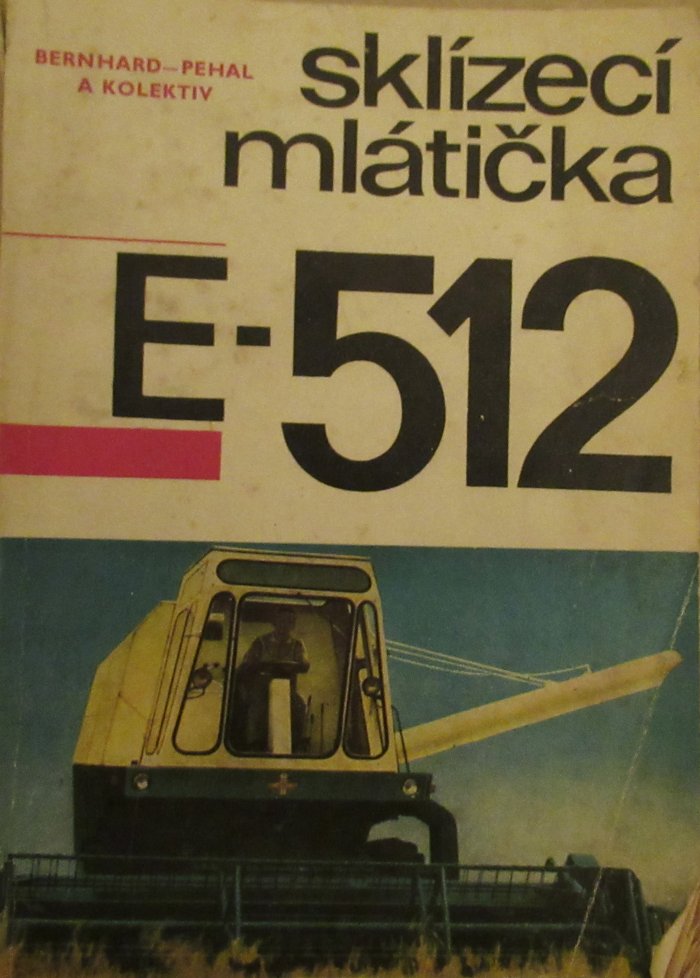 BERNHARD–PEHAL
A KOLEKTIV
sklízecí
mlátička
E-512